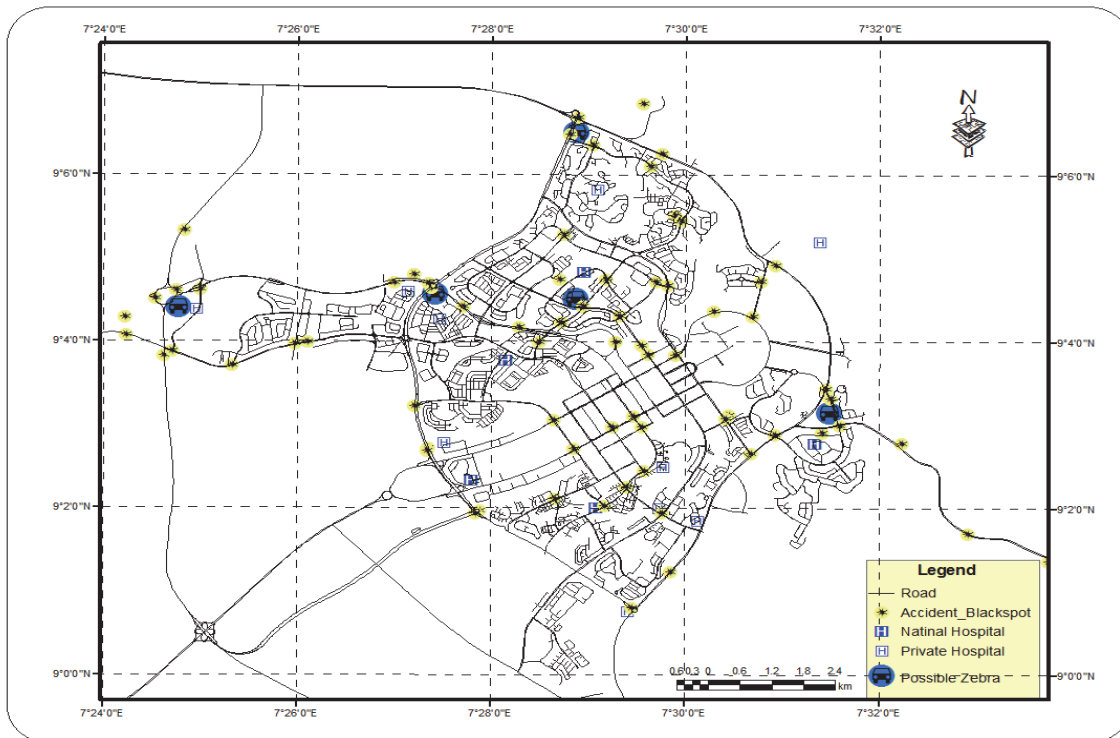 7°24'0"E 7°26'0"E 7°28'0"E 7°30'0"E 7°32'0"E
N
9°6'0"N 9°6'0"N
9°4'0"N 9°4'0"N
9°2'0"N 9°2'0"N
9°0'0"N 9°0'0"N
Legend
Road
Accident_Blackspot
Natinal Hospital
Private Hospital
Possible Zebra
0.6 0.3 0 0.6 1.2 1.8 2.4
km
7°24'0"E 7°26'0"E 7°28'0"E 7°30'0"E 7°32'0"E